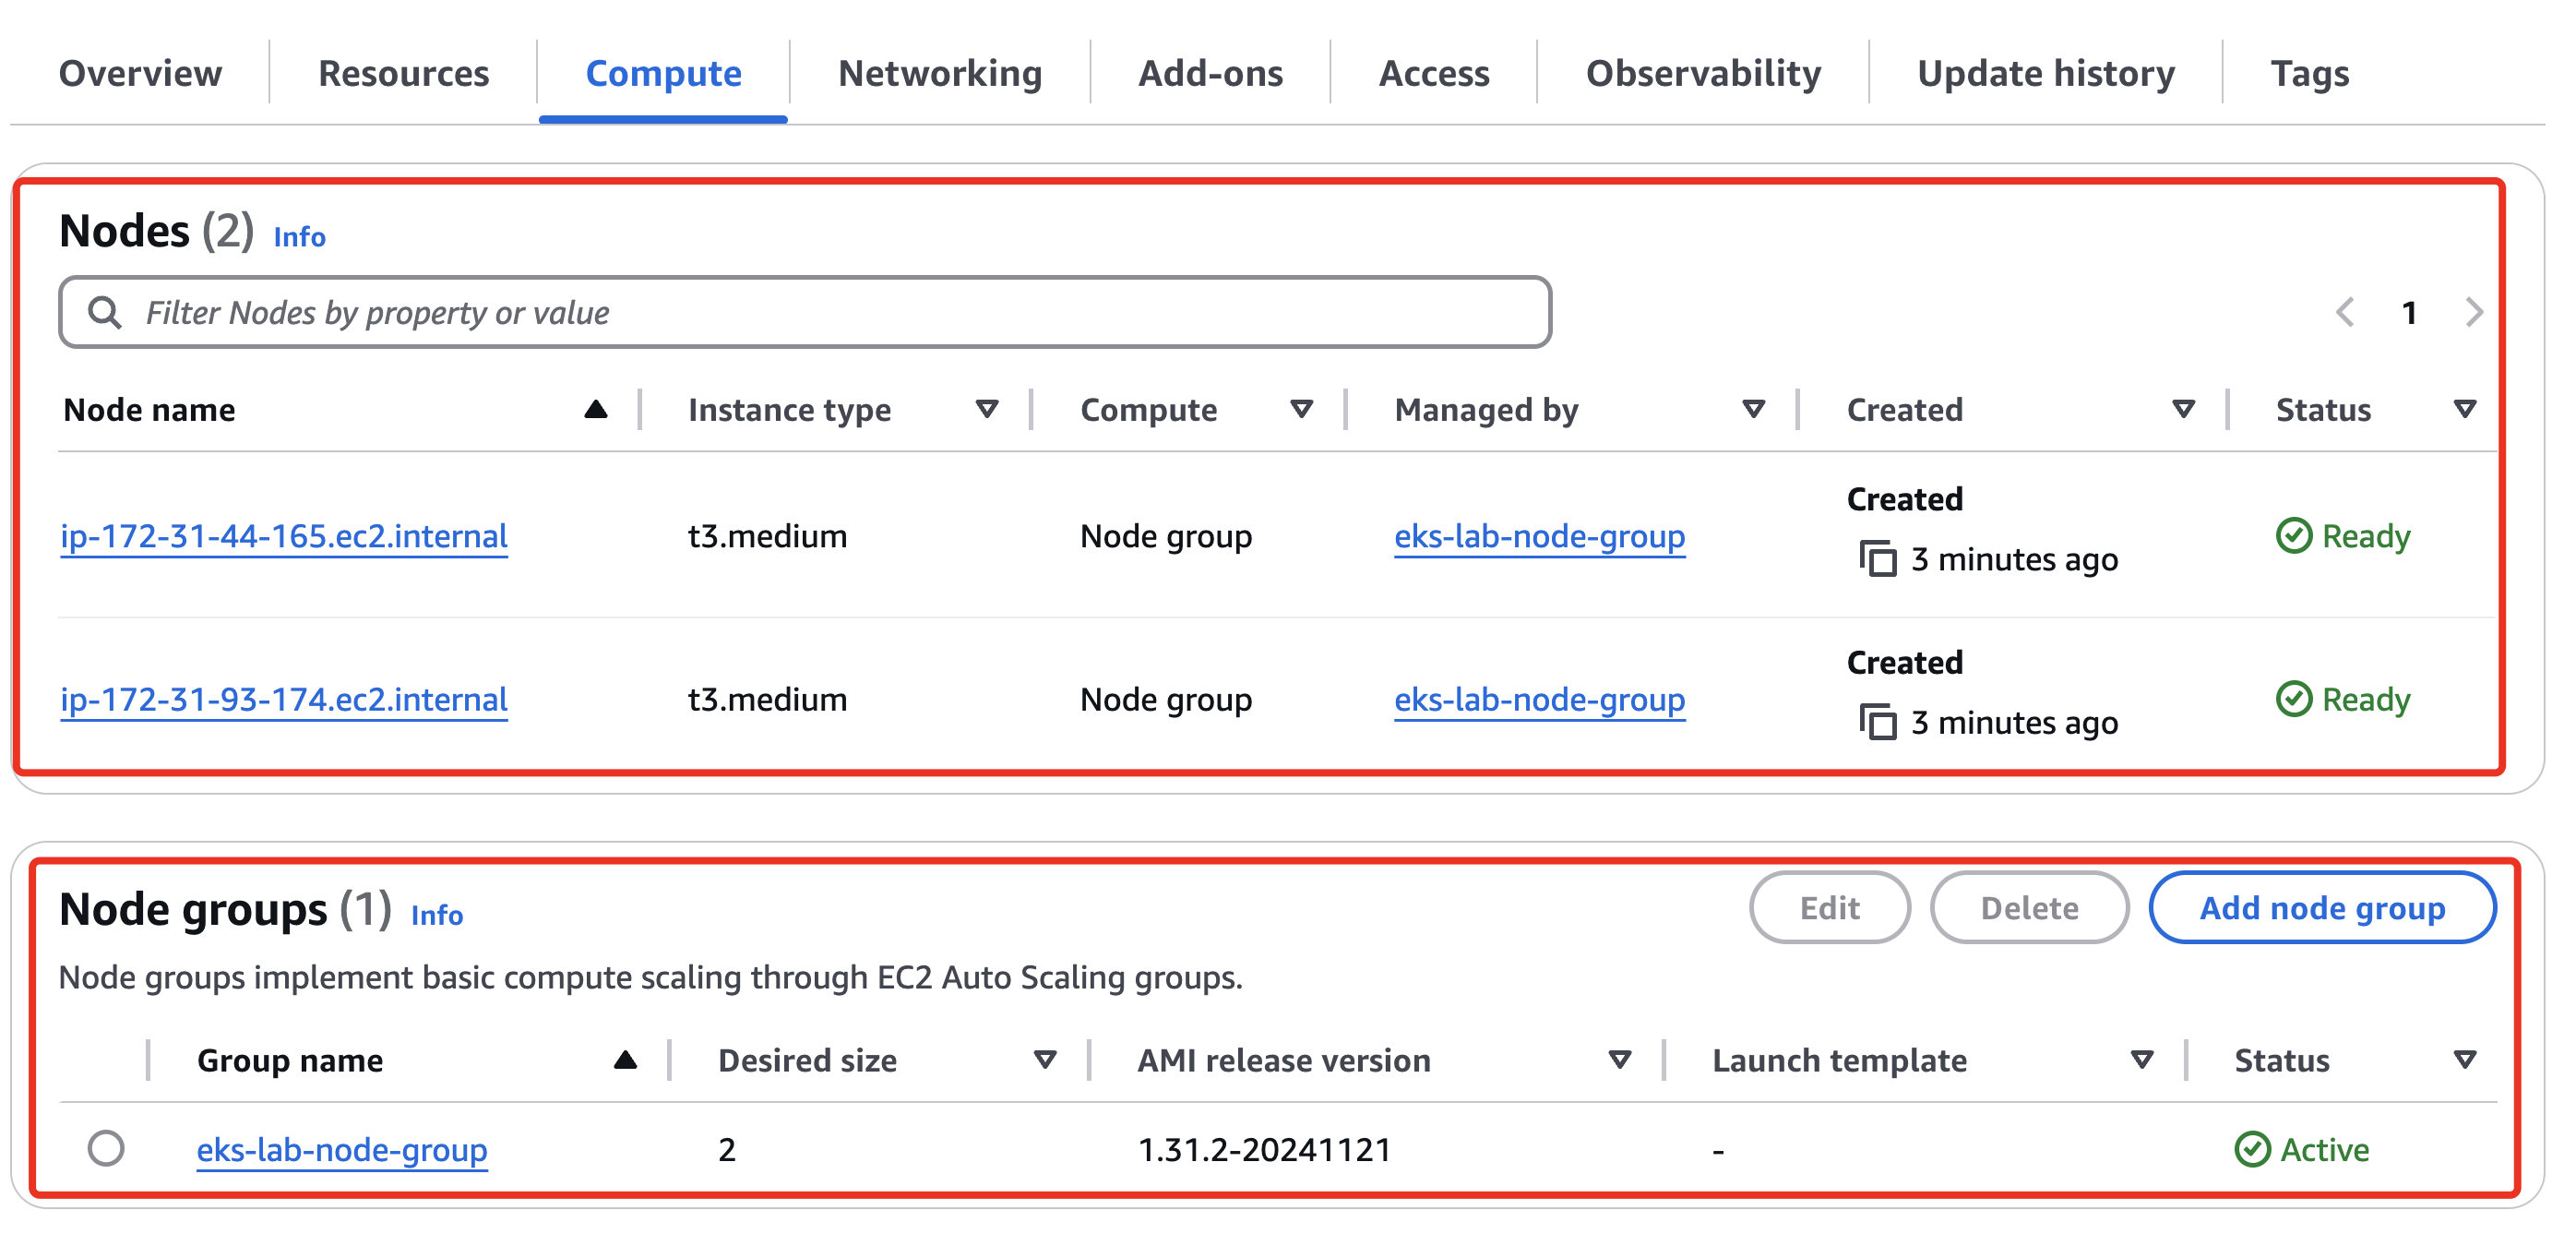 Overview Resources Compute Networking Add-ons Access Observability Update history Tags
Nodes (2) Info
Filter Nodes by property or value 1
Node name Instance type Compute Managed by Created Status
ip-172-31-44-165.ec2.internal t3.medium Node group eks-lab-node-group Created 3 minutes ago Ready
ip-172-31-93-174.ec2.internal t3.medium Node group eks-lab-node-group Created 3 minutes ago Ready
Node groups (1) Info Edit Delete Add node group
Node groups implement basic compute scaling through EC2 Auto Scaling groups.
Group name Desired size AMI release version Launch template Status
eks-lab-node-group 2 1.31.2-20241121 - Active